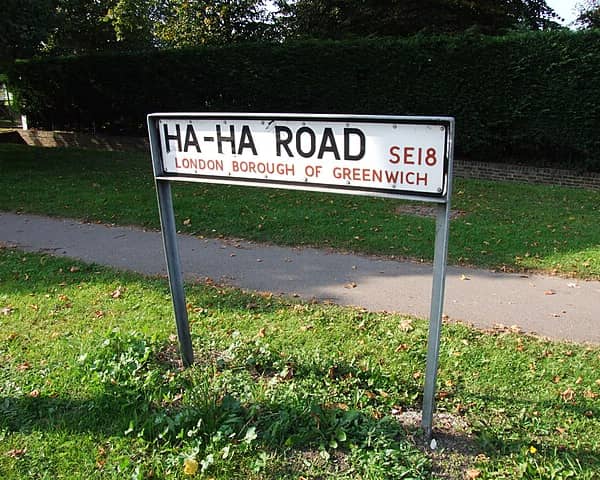 HA-HA ROAD SE18
LONDON BOROUGH OF GREENWICH